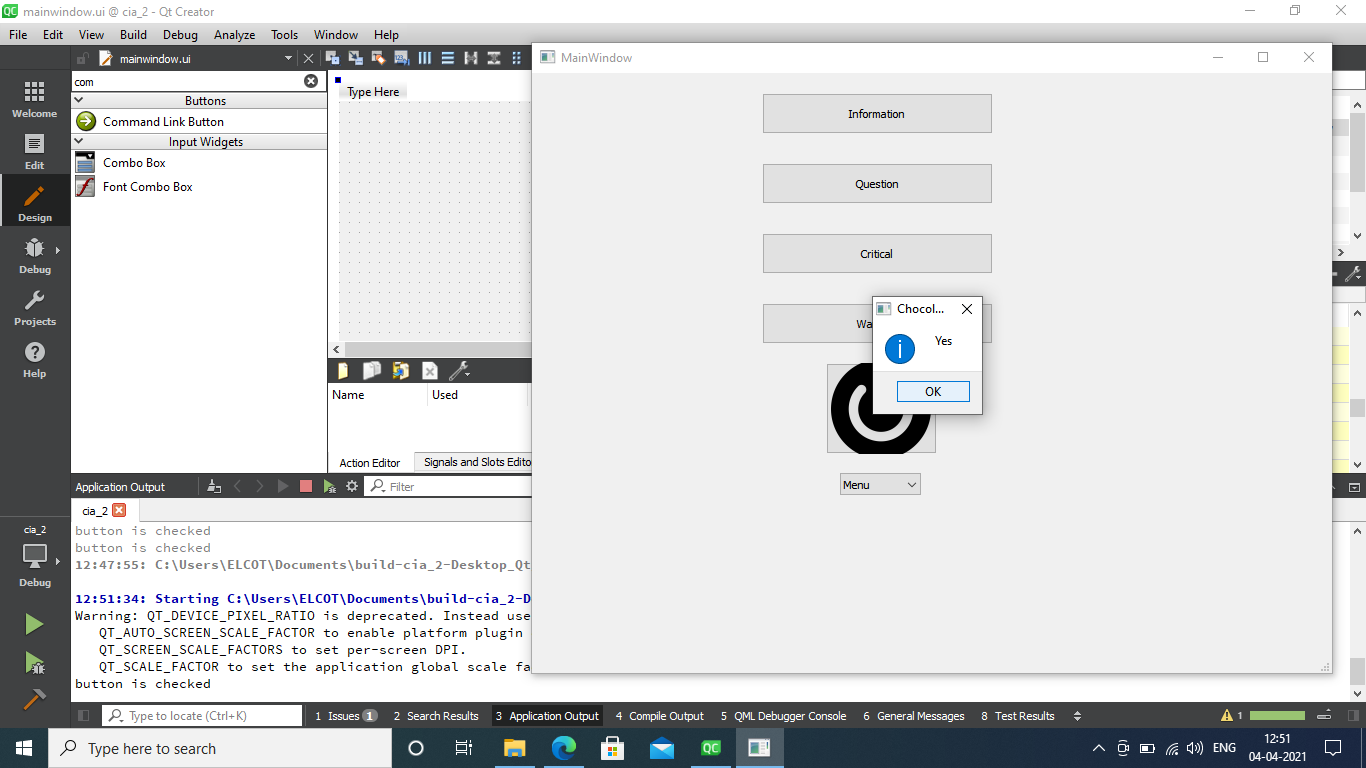 mainwindow.ui @ cia_2 - Qt Creator
File Edit View Build Debug Analyze Tools Window Help
mainwindow.ui
com
Buttons
Command Link Button
Input Widgets
Combo Box
Font Combo Box
Welcome
Edit
Design
Debug
Projects
Help
Type Here
Name Used
Action Editor Signals and Slots Edito
MainWindow
Information
Question
Critical
Wa
Chocol...
Yes
OK
Menu
Application Output
Filter
cia_2
button is checked
button is checked
12:47:55: C:\Users\ELCOT\Documents\build-cia_2-Desktop_Qt
12:51:34: Starting C:\Users\ELCOT\Documents\build-cia_2-D
Warning: QT_DEVICE_PIXEL_RATIO is deprecated. Instead use
QT_AUTO_SCREEN_SCALE_FACTOR to enable platform plugin
QT_SCREEN_SCALE_FACTORS to set per-screen DPI.
QT_SCALE_FACTOR to set the application global scale fa
button is checked
cia_2
Debug
Type to locate (Ctrl+K) 1 Issues 1 2 Search Results 3 Application Output 4 Compile Output 5 QML Debugger Console 6 General Messages 8 Test Results 1
Type here to search
QC
ENG
12:51
04-04-2021